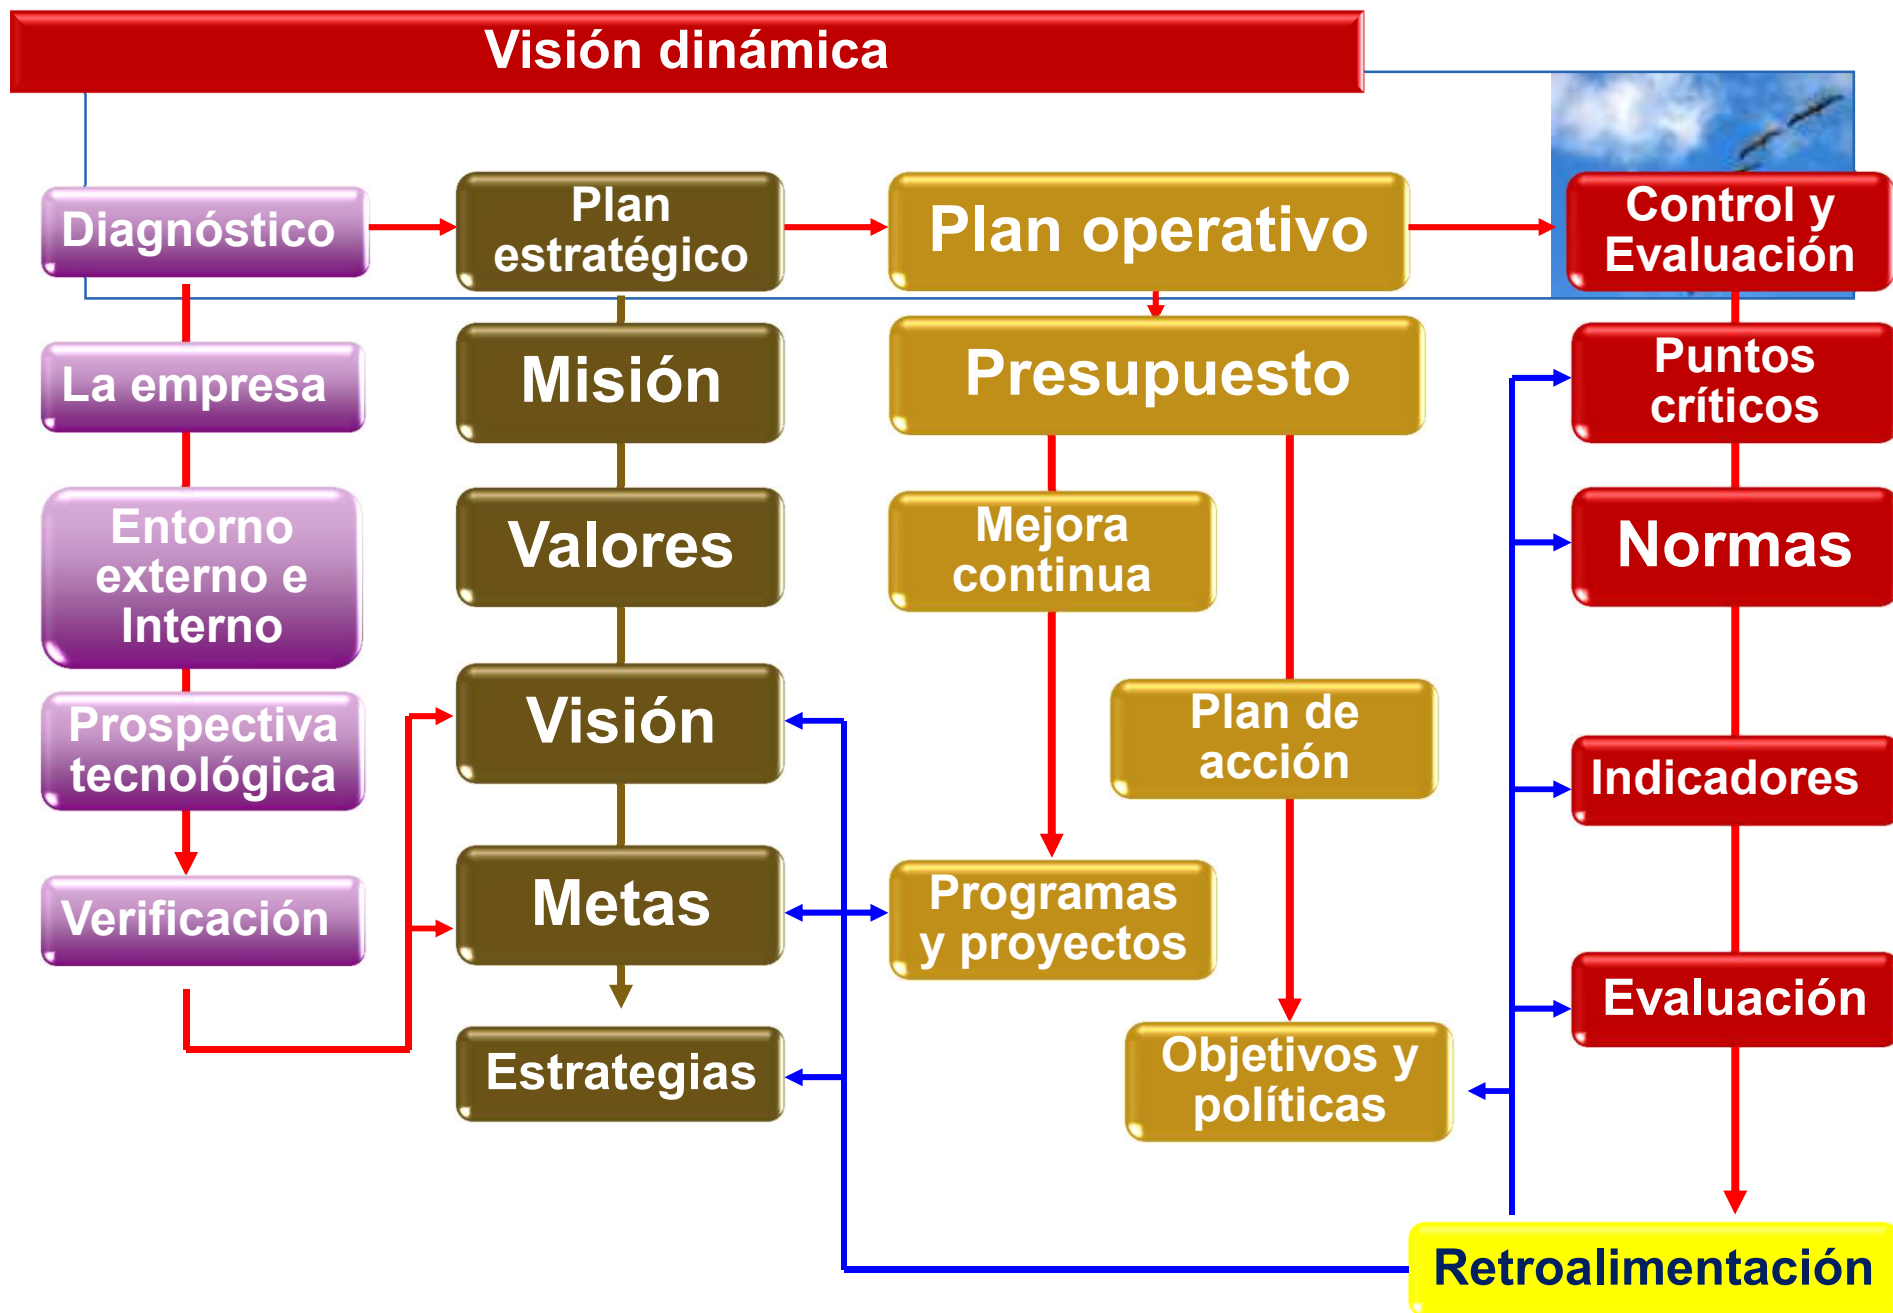 Visión dinámica
Diagnóstico
La empresa
Entorno
externo e
Interno
Prospectiva
tecnológica
Verificación
Plan
estratégico
Misión
Valores
Visión
Metas
Estrategias
Plan operativo
Presupuesto
Mejora
continua
Programas
y proyectos
Plan de
acción
Objetivos y
políticas
Control y
Evaluación
Puntos
críticos
Normas
Indicadores
Evaluación
Retroalimentación